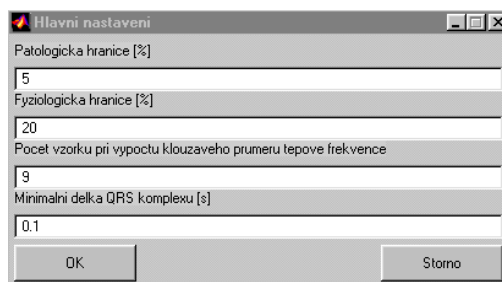 Hlavni nastaveni
Patologicka hranice [%]
5
Fyziologicka hranice [%]
20
Pocet vzorku pri vypoctu klouzaveho prumeru tepove frekvence
9
Minimalni delka QRS komplexu [s]
0.1
OK Storno